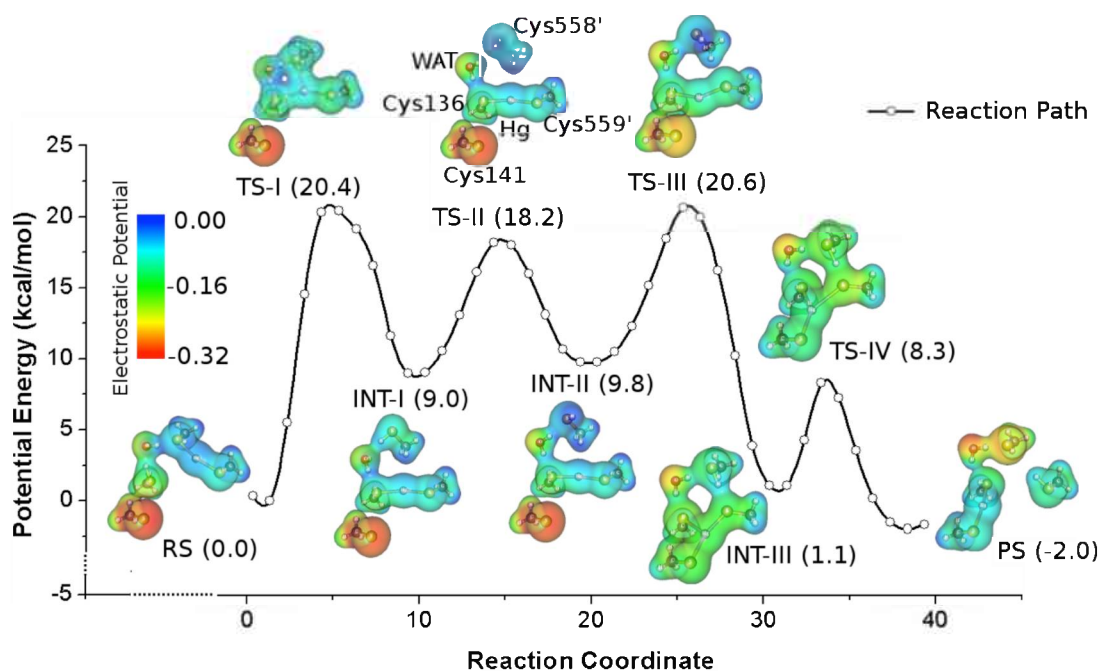 Cys558'
WAT
Cys136
Hg
Cys559'
Cys141
Reaction Path
TS-I (20.4)
TS-II (18.2)
TS-III (20.6)
Potential Energy (kcal/mol)
25
20
15
10
5
0
-5
Electrostatic Potential
0.00
-0.16
-0.32
TS-IV (8.3)
INT-I (9.0)
INT-II (9.8)
RS (0.0)
INT-III (1.1)
PS (-2.0)
0
10
20
30
40
Reaction Coordinate